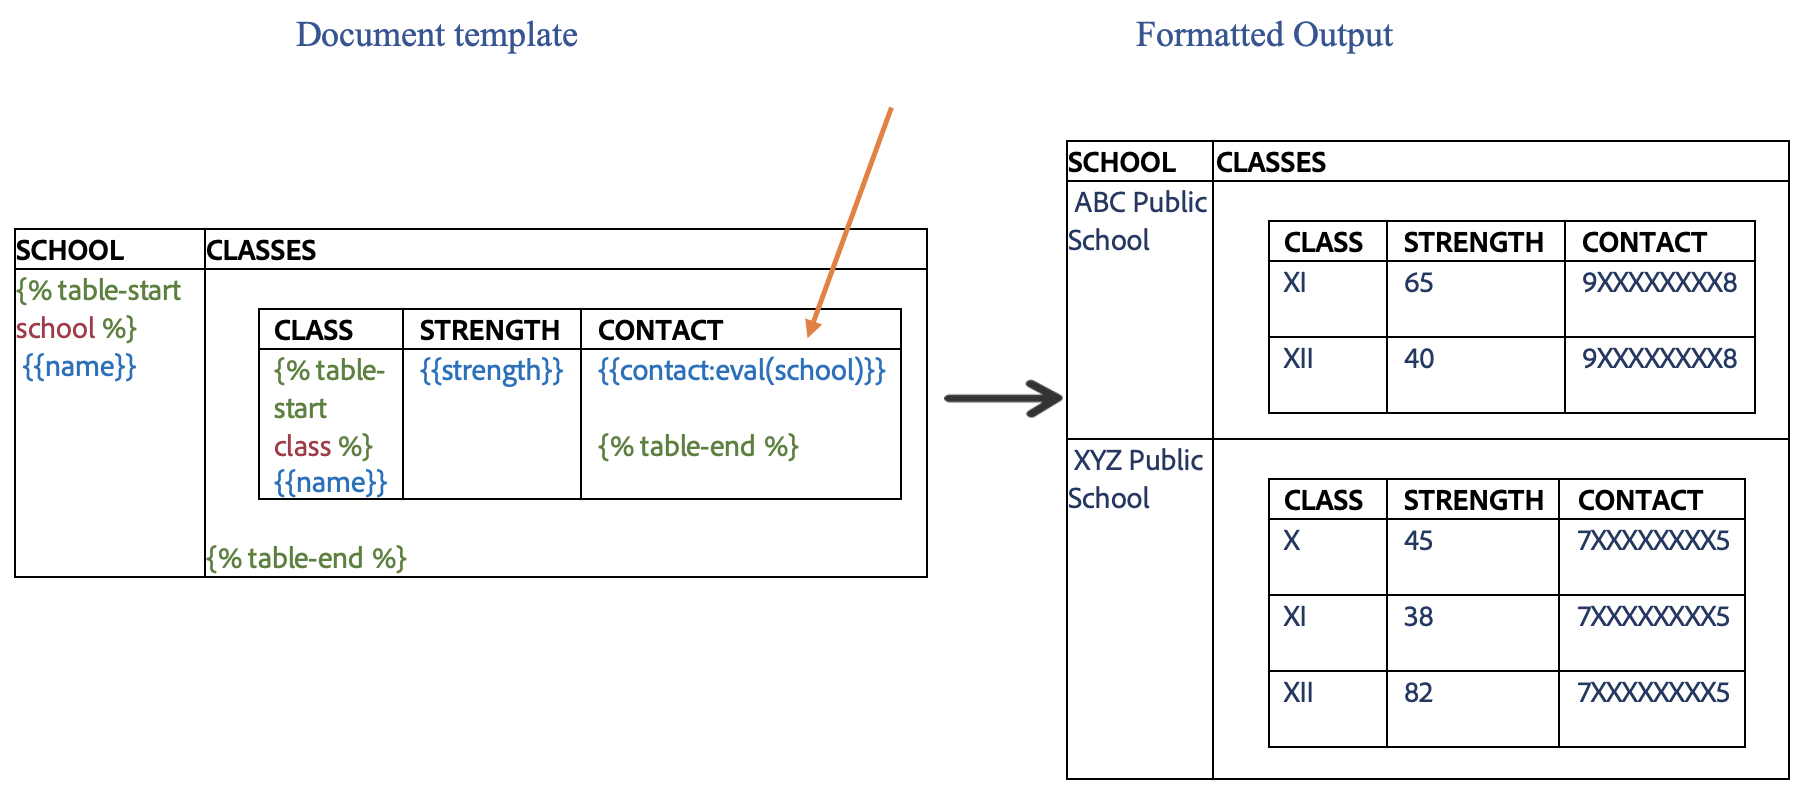 Document template
SCHOOL
CLASSES
{% table-start
school %}
{{name}}
CLASS
STRENGTH
CONTACT
{% table-
start
class %}
{{name}}
{{strength}}
{{contact:eval(school)}}
{% table-end %}
{% table-end %}
Formatted Output
SCHOOL
CLASSES
ABC Public
School
CLASS
STRENGTH
CONTACT
XI
65
9XXXXXXXX8
XII
40
9XXXXXXXX8
XYZ Public
School
CLASS
STRENGTH
CONTACT
X
45
7XXXXXXXX5
XI
38
7XXXXXXXX5
XII
82
7XXXXXXXX5